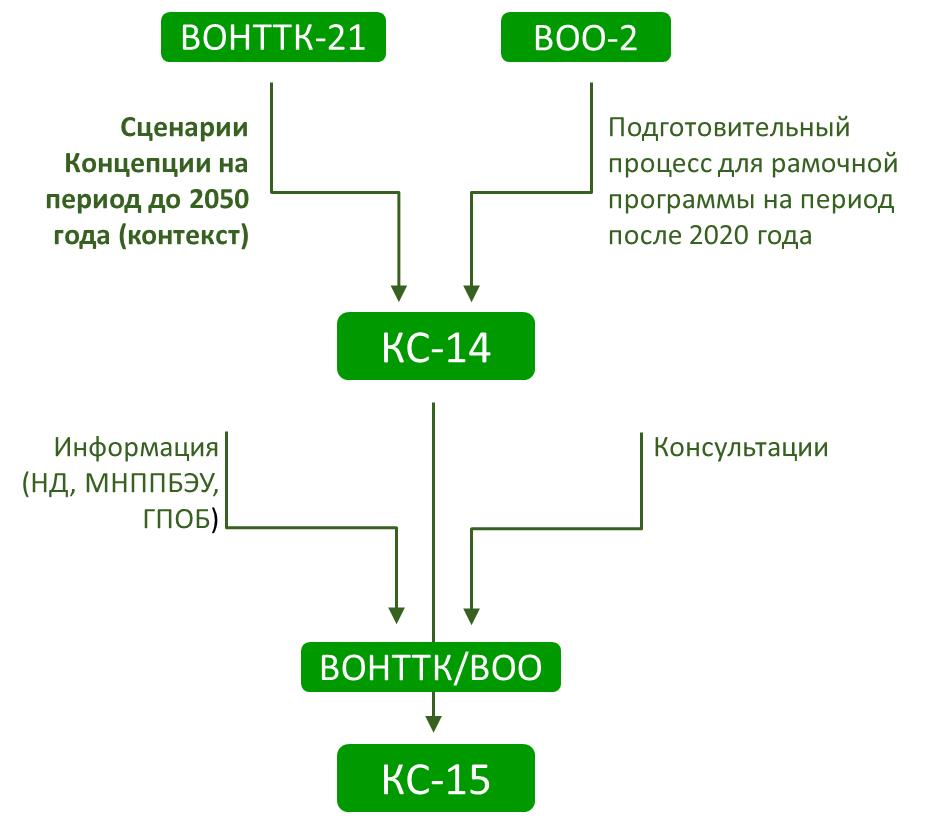 ВОНТТК-21
ВОО-2
Сценарии
Концепции на
период до 2050
года (контекст)
Подготовительный
процесс для рамочной
программы на период
после 2020 года
КС-14
Информация
(НД, МНППБЭУ,
ГПОБ)
Консультации
ВОНТТК/ВОО
КС-15